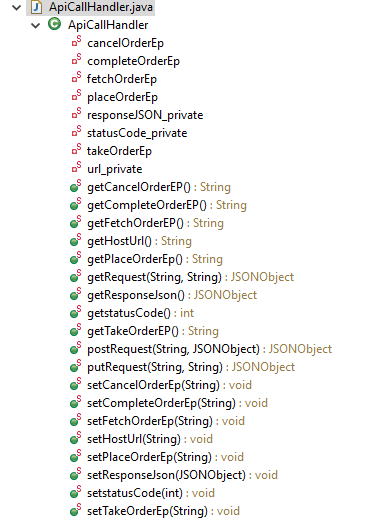 ApiCallHandler.java
ApiCallHandler
cancelOrderEp
completeOrderEp
fetchOrderEp
placeOrderEp
responseJSON_private
statusCode_private
takeOrderEp
url_private
getCancelOrderEP() : String
getCompleteOrderEP() : String
getFetchOrderEP() : String
getHostUrl() : String
getPlaceOrderEp() : String
getRequest(String, String) : JSONObject
getResponseJson() : JSONObject
getstatusCode() : int
getTakeOrderEP() : String
postRequest(String, JSONObject) : JSONObject
putRequest(String, String) : JSONObject
setCancelOrderEp(String) : void
setCompleteOrderEp(String) : void
setFetchOrderEp(String) : void
setHostUrl(String) : void
setPlaceOrderEp(String) : void
setResponseJson(JSONObject) : void
setstatusCode(int) : void
setTakeOrderEp(String) : void